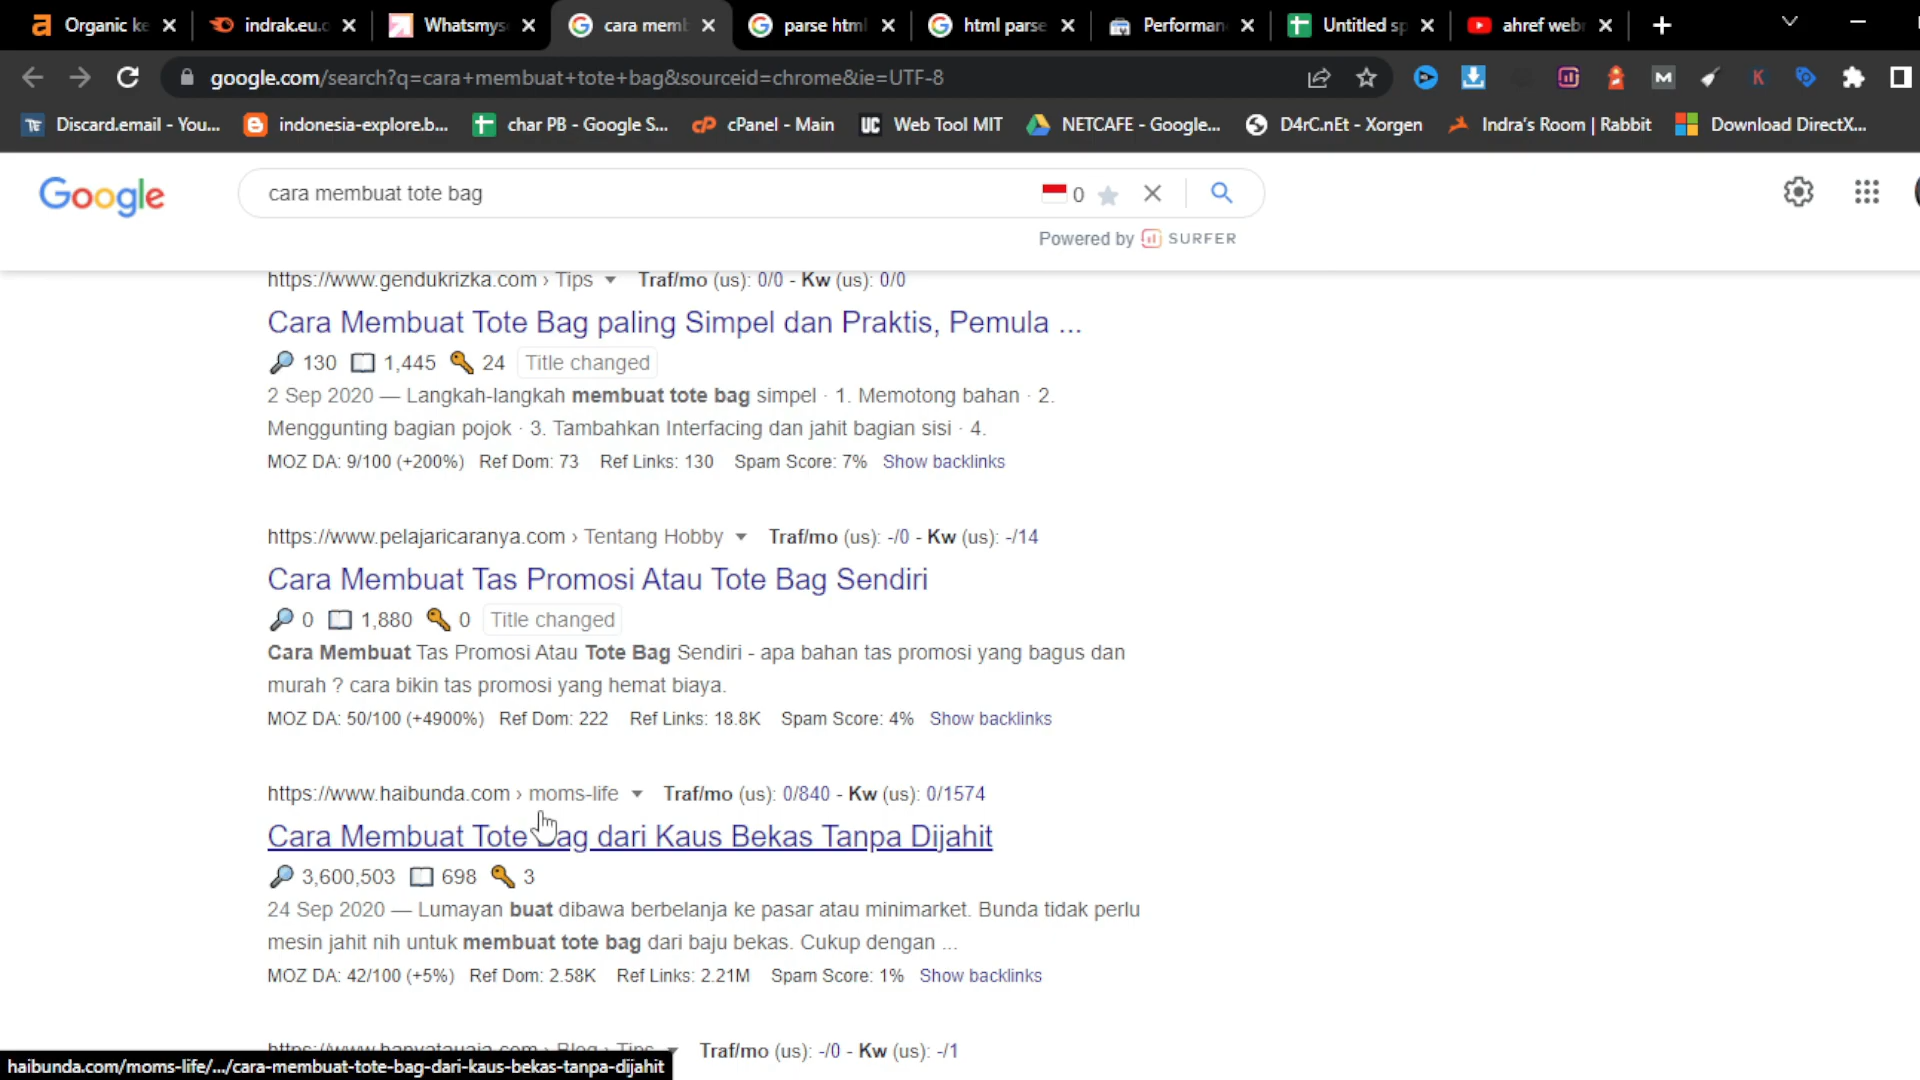 Organic ke
indrak.eu.o
Whatsmyse
cara memb
parse html
html parse
Performan
Untitled sp
ahref web
google.com/search?q=cara+membuat+tote+bag&sourceid=chrome&ie=UTF-8
Discard.email - You...
indonesia-explore.b...
char PB - Google S...
cPanel - Main
Web Tool MIT
NETCAFE - Google...
D4rC.nEt - Xorgen
Indra's Room | Rabbit
Download DirectX...
Google
cara membuat tote bag
0
Powered by SURFER
https://www.gendukrizka.com › Tips Traf/mo (us): 0/0 - Kw (us): 0/0
Cara Membuat Tote Bag paling Simpel dan Praktis, Pemula ...
130 1,445 24 Title changed
2 Sep 2020 — Langkah-langkah membuat tote bag simpel · 1. Memotong bahan · 2.
Menggunting bagian pojok · 3. Tambahkan Interfacing dan jahit bagian sisi · 4.
MOZ DA: 9/100 (+200%) Ref Dom: 73 Ref Links: 130 Spam Score: 7% Show backlinks
https://www.pelajaricaranya.com › Tentang Hobby Traf/mo (us): -/0 - Kw (us): -/14
Cara Membuat Tas Promosi Atau Tote Bag Sendiri
0 1,880 0 Title changed
Cara Membuat Tas Promosi Atau Tote Bag Sendiri - apa bahan tas promosi yang bagus dan
murah ? cara bikin tas promosi yang hemat biaya.
MOZ DA: 50/100 (+4900%) Ref Dom: 222 Ref Links: 18.8K Spam Score: 4% Show backlinks
https://www.haibunda.com › moms-life Traf/mo (us): 0/840 - Kw (us): 0/1574
Cara Membuat Tote Bag dari Kaus Bekas Tanpa Dijahit
3,600,503 698 3
24 Sep 2020 — Lumayan buat dibawa berbelanja ke pasar atau minimarket. Bunda tidak perlu
mesin jahit nih untuk membuat tote bag dari baju bekas. Cukup dengan ...
MOZ DA: 42/100 (+5%) Ref Dom: 2.58K Ref Links: 2.21M Spam Score: 1% Show backlinks
Traf/mo (us): -/0 - Kw (us): -/1
haibunda.com/moms-life/.../cara-membuat-tote-bag-dari-kaus-bekas-tanpa-dijahit